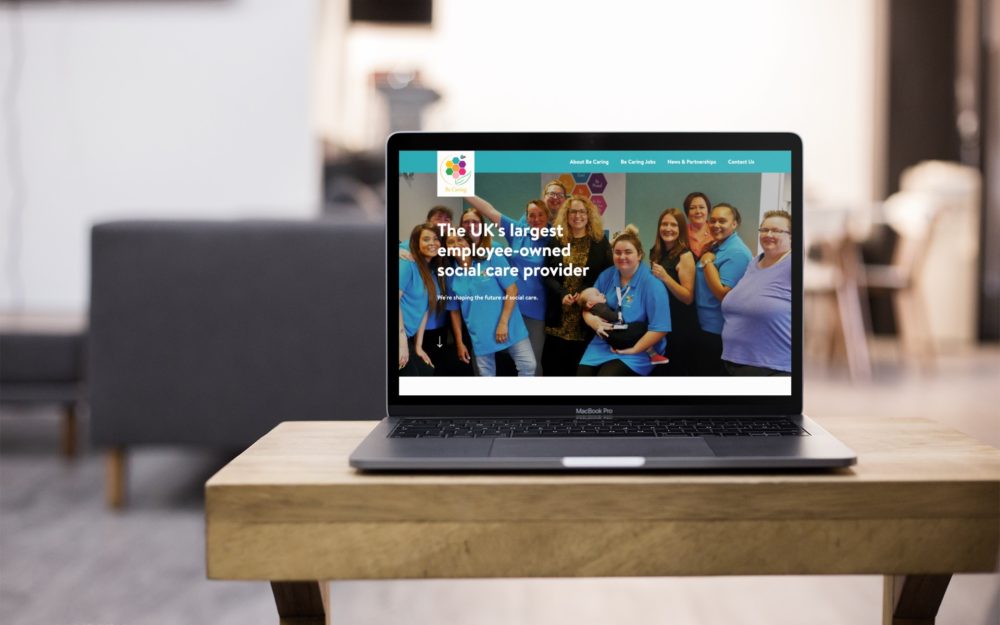 About Be Caring
Be Caring Jobs
News & Partnerships
Contact Us
Be Caring
The UK's largest
employee-owned
social care provider
We're shaping the future of social care.
MacBook Pro